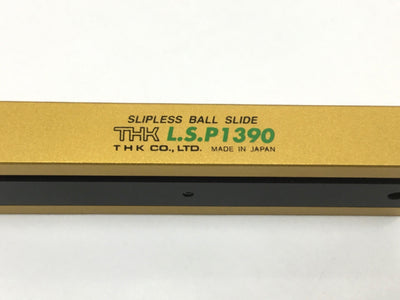 SLIPLESS BALL SLIDE
THK L.S.P1390
THK CO., LTD. MADE IN JAPAN